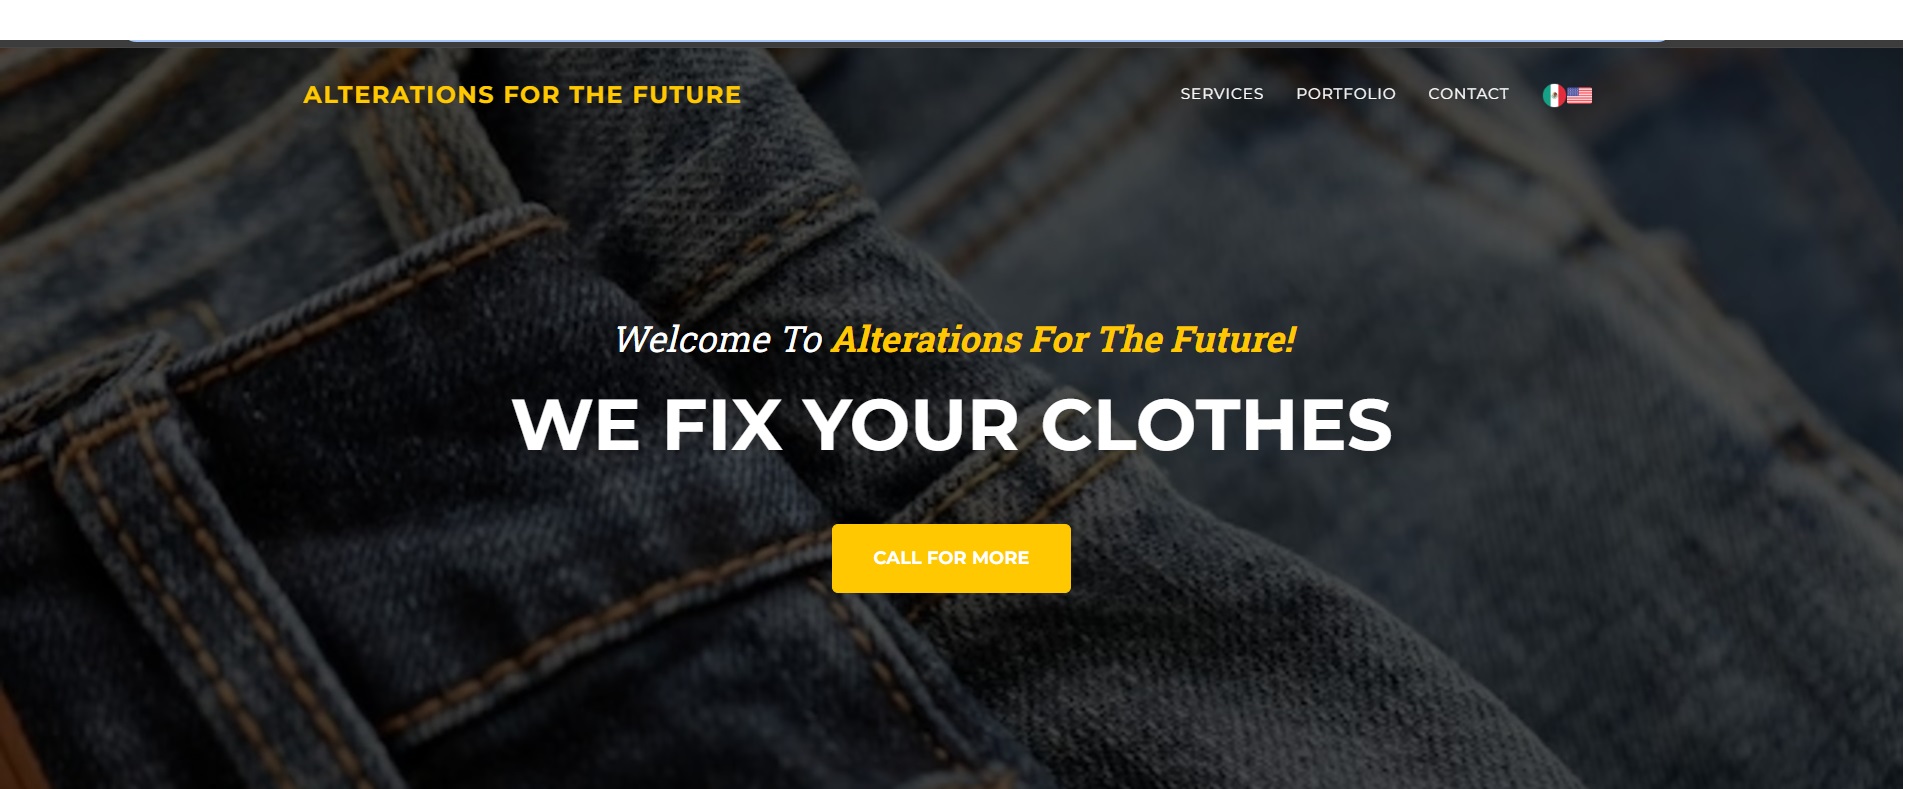 ALTERATIONS FOR THE FUTURE
SERVICES PORTFOLIO CONTACT
Welcome To Alterations For The Future!
WE FIX YOUR CLOTHES
CALL FOR MORE